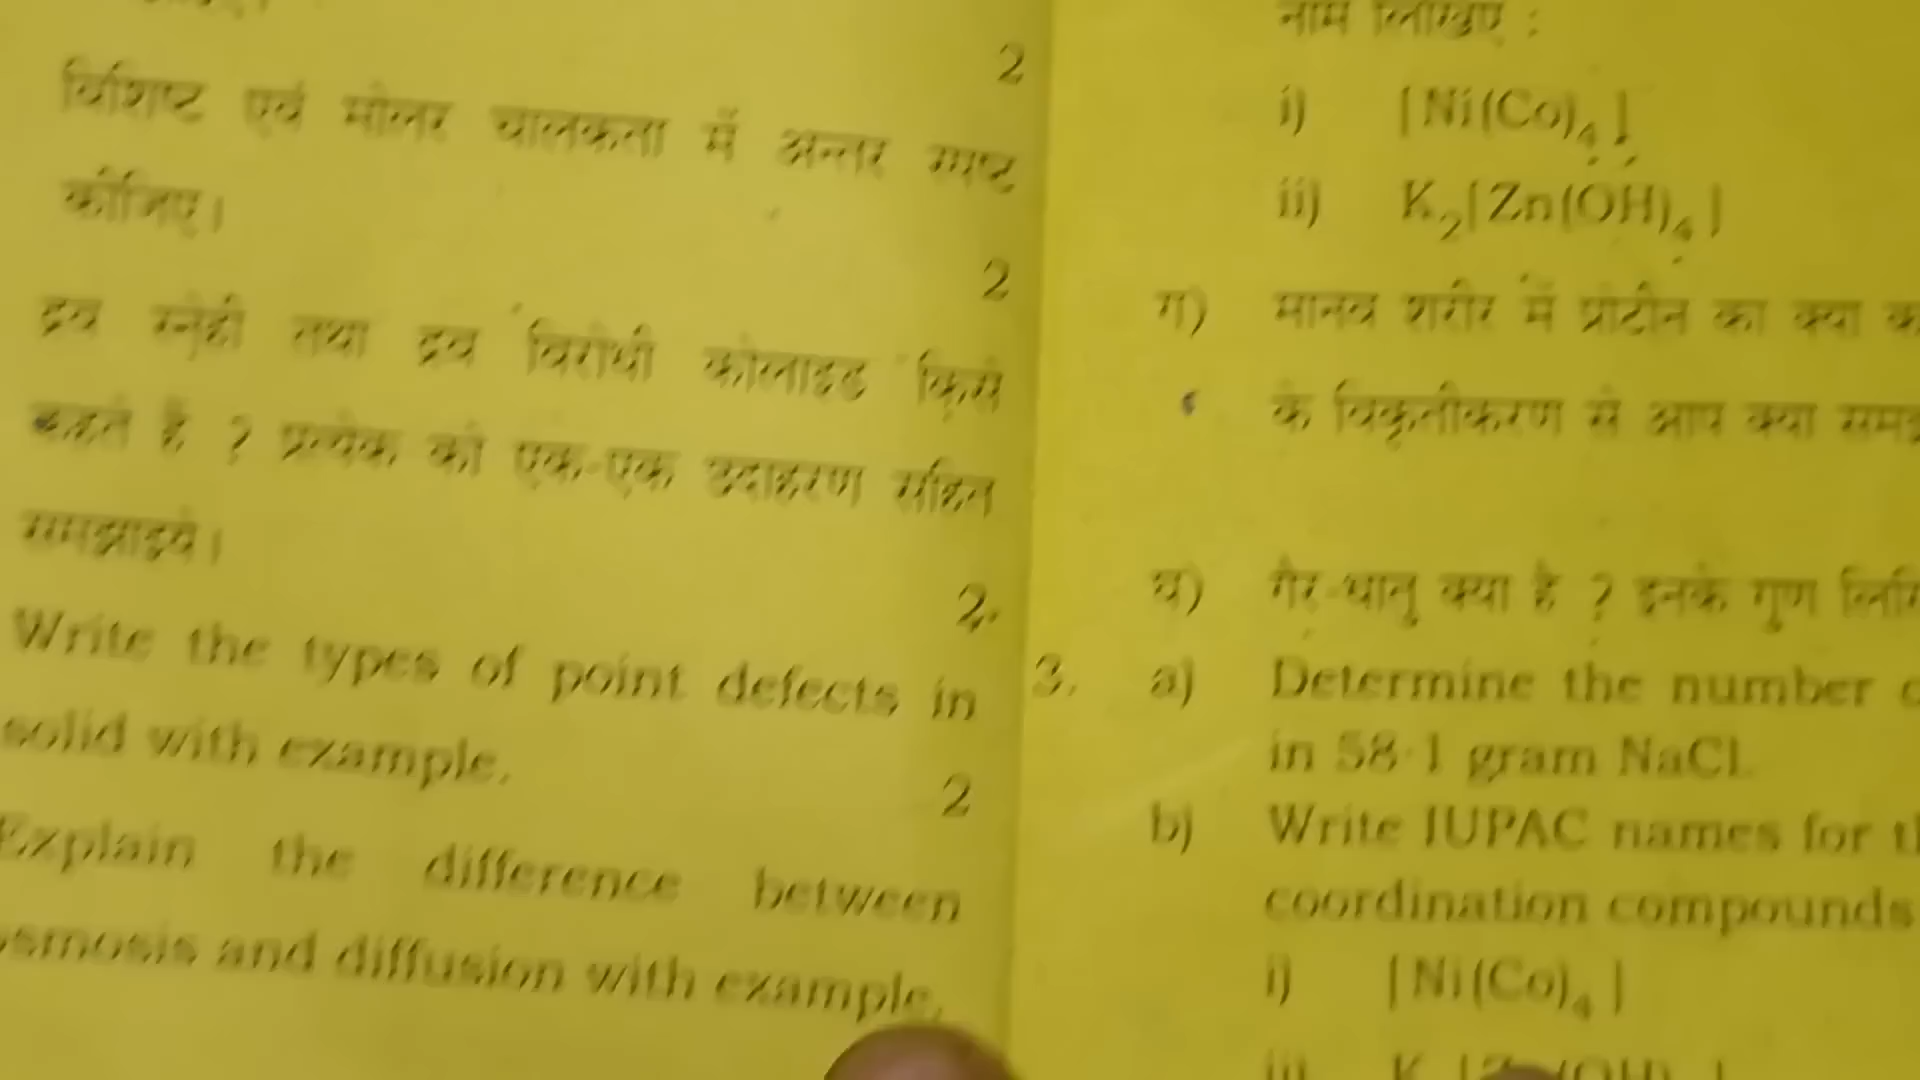 2
विशिष्ट एवं मोलर चालकता में अन्तर स्पष्ट
कीजिए।
2
द्रव स्नेही तथा द्रव विरोधी कोलाइड किसे
कहते हैं ? प्रत्येक को एक-एक उदाहरण सहित
समझाइये।
2
Write the types of point defects in
solid with example.
2
Explain the difference between
osmosis and diffusion with example.
नाम लिखिए :
i) [Ni(Co)₄]
ii) K₂[Zn(OH)₄]
ग) मानव शरीर में प्रोटीन का क्या
के विकृतीकरण से आप क्या
घ) गैर-धातु क्या है ? इनके गुण
3. a) Determine the number
in 58·1 gram NaCl.
b) Write IUPAC names for
coordination compounds
i) [Ni(Co)₄]